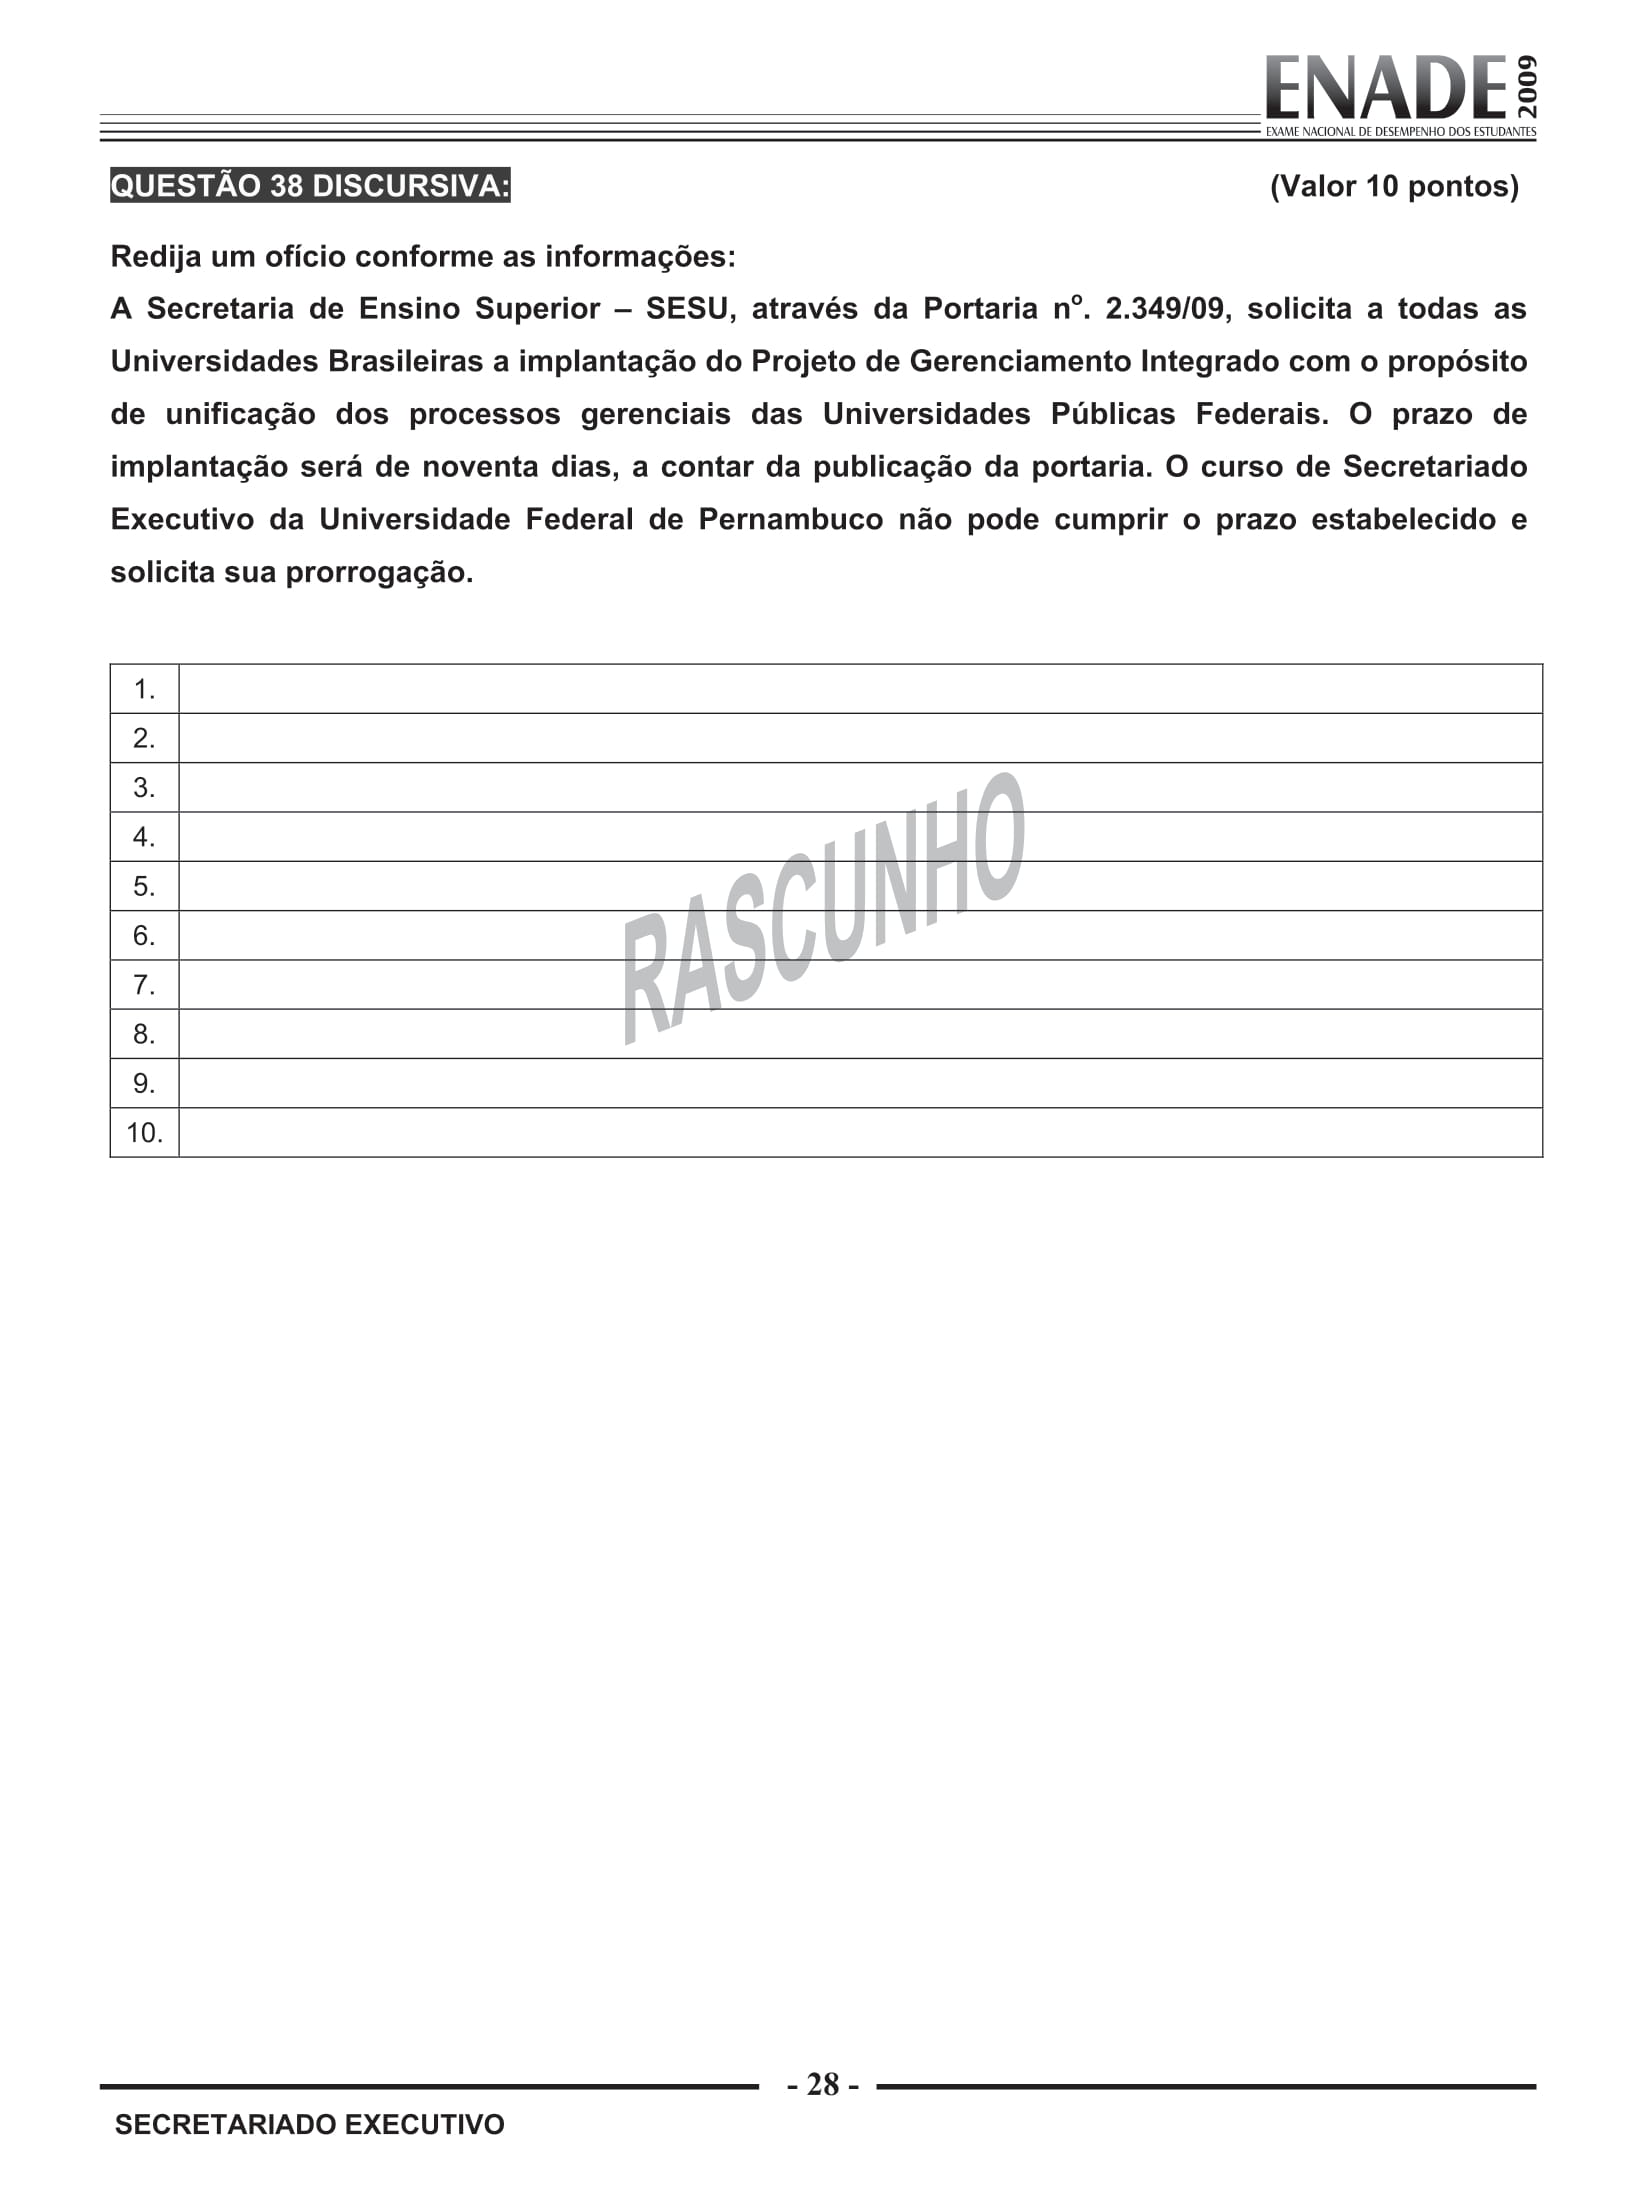 ENADE 2009
EXAME NACIONAL DE DESEMPENHO DOS ESTUDANTES
QUESTÃO 38 DISCURSIVA: (Valor 10 pontos)
Redija um ofício conforme as informações:
A Secretaria de Ensino Superior – SESU, através da Portaria nº. 2.349/09, solicita a todas as
Universidades Brasileiras a implantação do Projeto de Gerenciamento Integrado com o propósito
de unificação dos processos gerenciais das Universidades Públicas Federais. O prazo de
implantação será de noventa dias, a contar da publicação da portaria. O curso de Secretariado
Executivo da Universidade Federal de Pernambuco não pode cumprir o prazo estabelecido e
solicita sua prorrogação.
1.
2.
3.
4.
5.
6.
7.
8.
9.
10.
RASCUNHO
- 28 -
SECRETARIADO EXECUTIVO